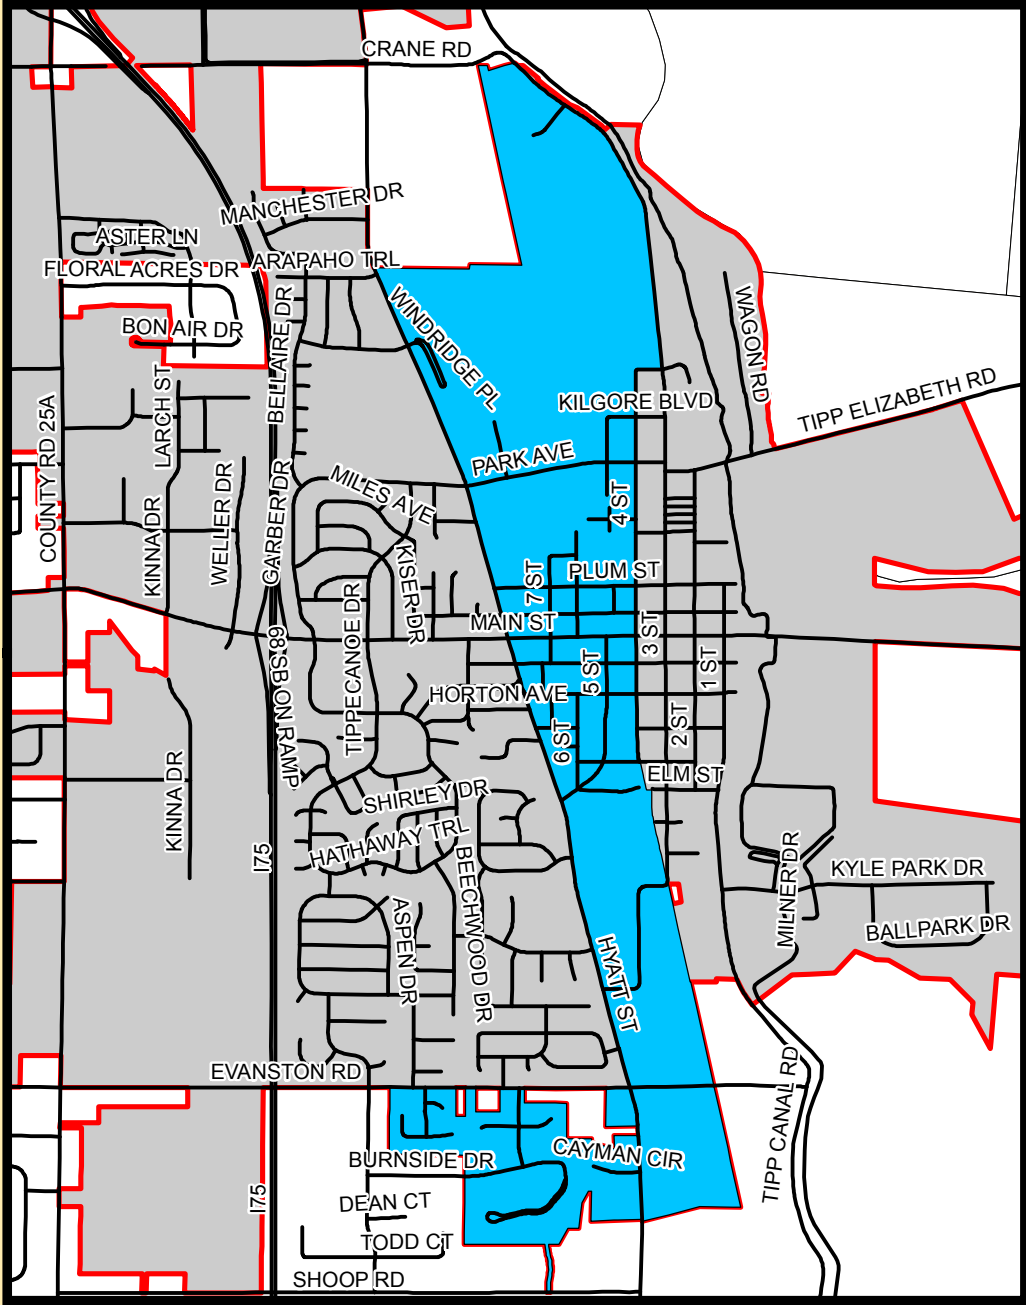 CRANE RD
MANCHESTER DR
ASTER LN
FLORAL ACRES DR
ARAPAHO TRL
BON AIR DR
BELLAIRE DR
WINDRIDGE PL
WAGON RD
LARCH ST
KILGORE BLVD
TIPP ELIZABETH RD
COUNTY RD 25A
PARK AVE
MILES AVE
4 ST
KINNA DR
WELLER DR
GARBER DR
KISER DR
7 ST
PLUM ST
TIPPECANOE DR
MAIN ST
3 ST
68 SB ON RAMP
5 ST
1 ST
HORTON AVE
6 ST
2 ST
ELM ST
KINNA DR
SHIRLEY DR
HATHAWAY TRL
I75
BEECHWOOD DR
MILNER DR
KYLE PARK DR
BALLPARK DR
ASPEN DR
HYATT ST
EVANSTON RD
TIPP CANAL RD
CAYMAN CIR
BURNSIDE DR
I75
DEAN CT
TODD CT
SHOOP RD